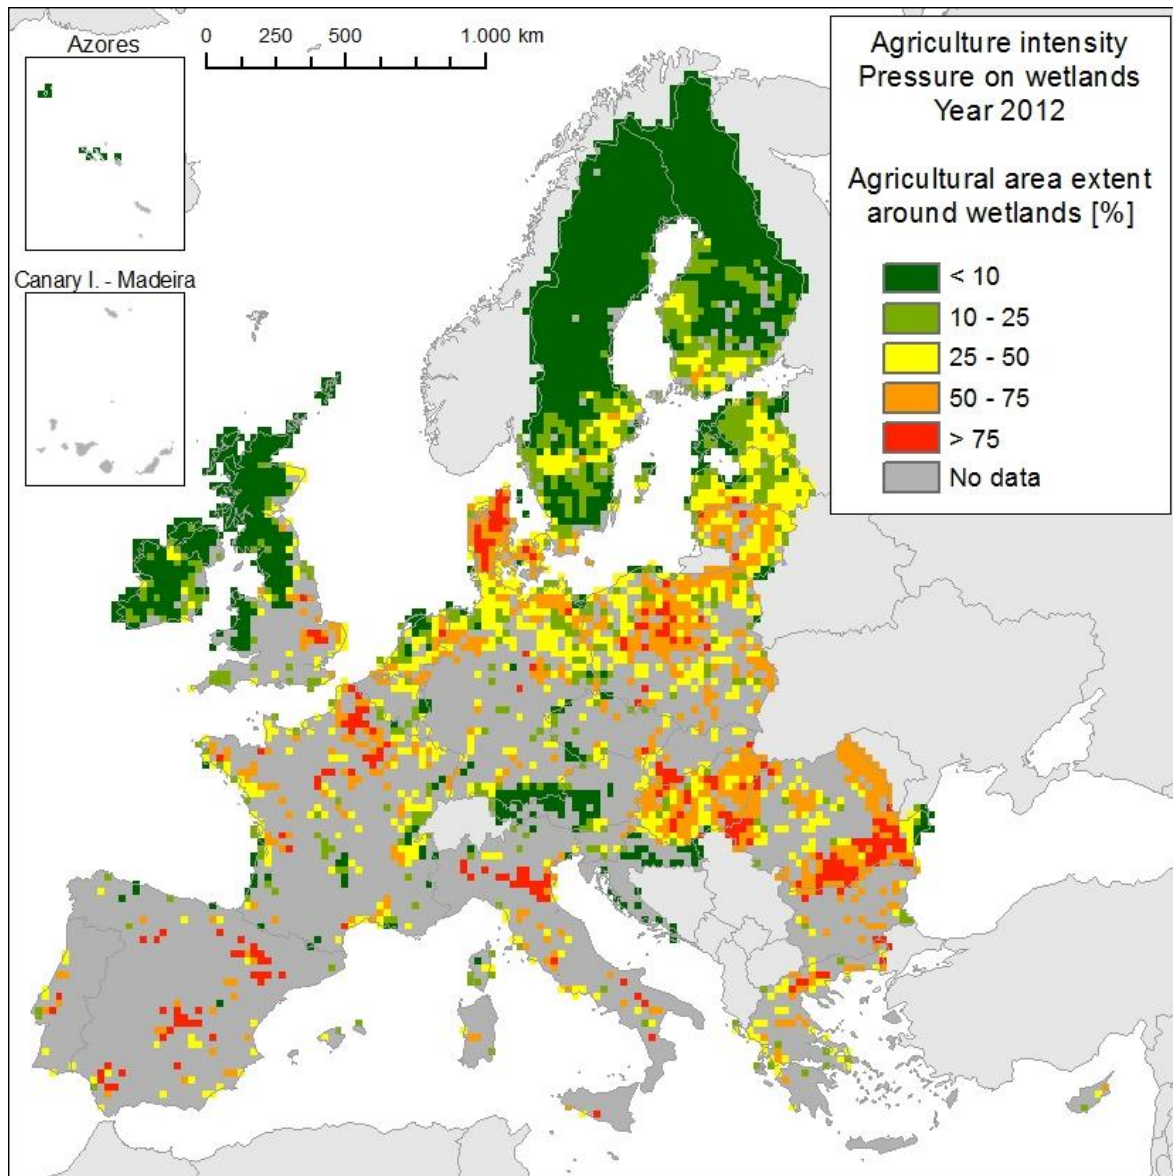 Azores
0 250 500 1.000 km
Canary I. - Madeira
Agriculture intensity
Pressure on wetlands
Year 2012
Agricultural area extent
around wetlands [%]
< 10
10 - 25
25 - 50
50 - 75
> 75
No data